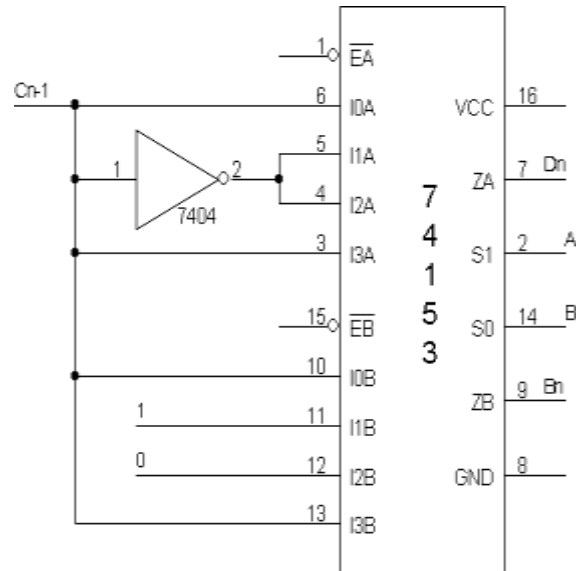 1 EA
Cn-1
6 I0A VCC 16
5 I1A
1 2 ZA 7 Dn
4 I2A
7404
3 I3A S1 2 A
15 EB S0 14 B
10 I0B
ZB 9 Bn
1 11 I1B
0 12 I2B GND 8
13 I3B
7
4
1
5
3